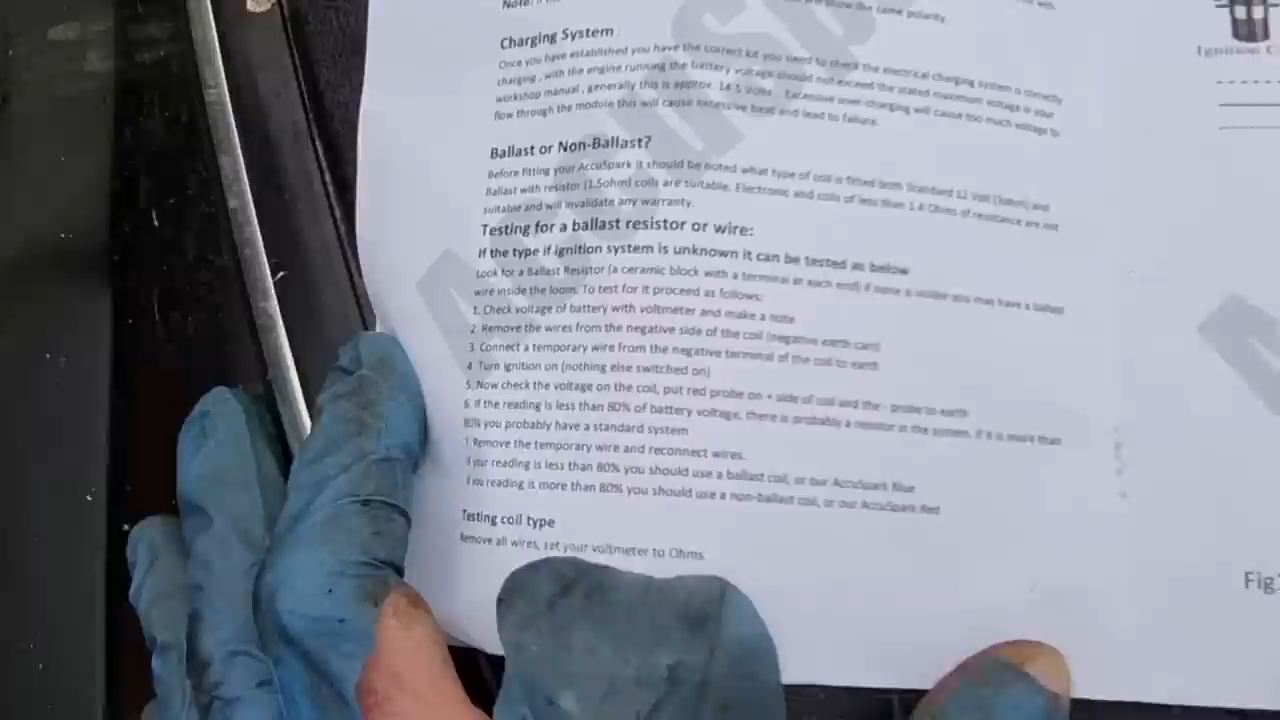 Note: if the same polarity.
Charging System
Once you have established you have the correct kit you need to check the electrical charging system is correctly
charging , with the engine running the battery voltage should not exceed the stated maximum voltage in your
workshop manual , generally this is approx. 14.5 Volts . Excessive over-charging will cause too much voltage to
flow through the module this will cause excessive heat and lead to failure.
Ballast or Non-Ballast?
Before fitting your AccuSpark it should be noted what type of coil is fitted both Standard 12 Volt (3ohm) and
Ballast with resistor (1.5ohm) coils are suitable. Electronic and coils of less than 1.4 Ohms of resistance are not
suitable and will invalidate any warranty.
Testing for a ballast resistor or wire:
If the type if ignition system is unknown it can be tested as below
Look for a Ballast Resistor (a ceramic block with a terminal at each end) if none is visible you may have a ballast
wire inside the loom. To test for it proceed as follows:
1. Check voltage of battery with voltmeter and make a note
2. Remove the wires from the negative side of the coil (negative earth cars)
3. Connect a temporary wire from the negative terminal of the coil to earth
4. Turn ignition on (nothing else switched on)
5. Now check the voltage on the coil, put red probe on + side of coil and the - probe to earth
6. If the reading is less than 80% of battery voltage, there is probably a resistor in the system. If it is more than
80% you probably have a standard system
7. Remove the temporary wire and reconnect wires.
If your reading is less than 80% you should use a ballast coil, or our AccuSpark Blue
If you reading is more than 80% you should use a non-ballast coil, or our AccuSpark Red
Testing coil type
Remove all wires, set your voltmeter to Ohms.
Ignition
Fig